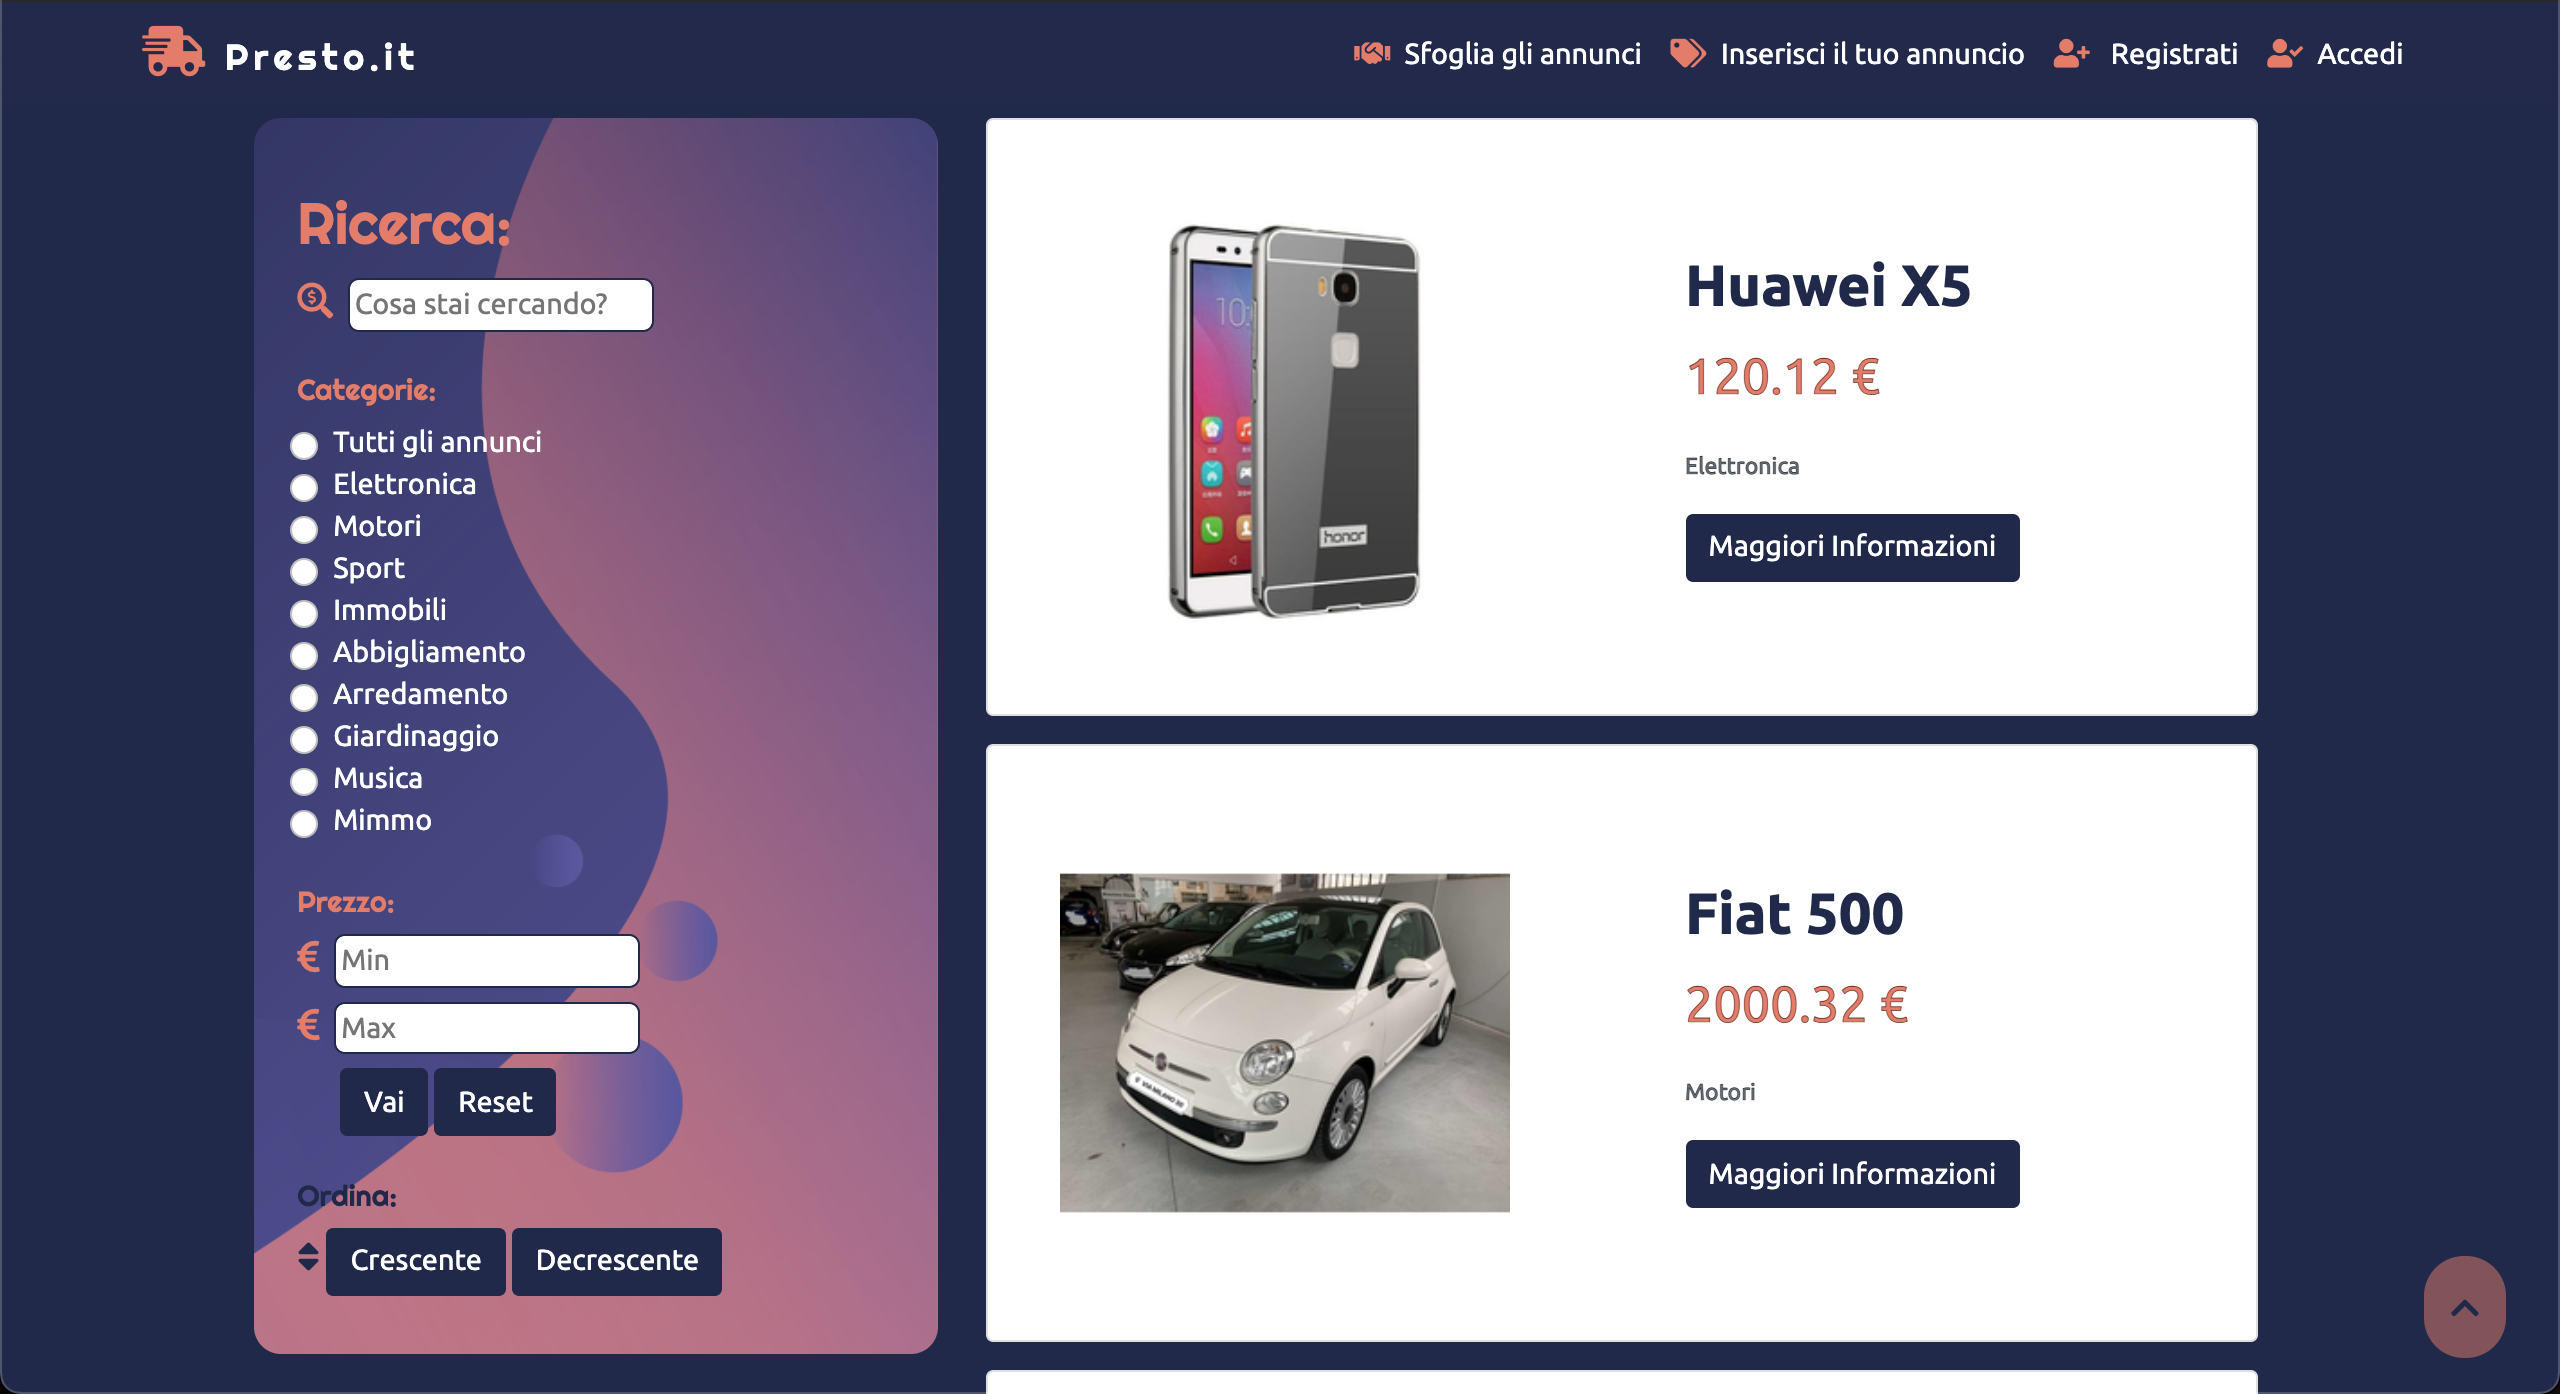 Presto.it
Sfoglia gli annunci
Inserisci il tuo annuncio
Registrati
Accedi
Ricerca:
Cosa stai cercando?
Categorie:
Tutti gli annunci
Elettronica
Motori
Sport
Immobili
Abbigliamento
Arredamento
Giardinaggio
Musica
Mimmo
Prezzo:
€ Min
€ Max
Vai
Reset
Ordina:
Crescente
Decrescente
honor
Huawei X5
120.12 €
Elettronica
Maggiori Informazioni
Fiat 500
2000.32 €
Motori
Maggiori Informazioni